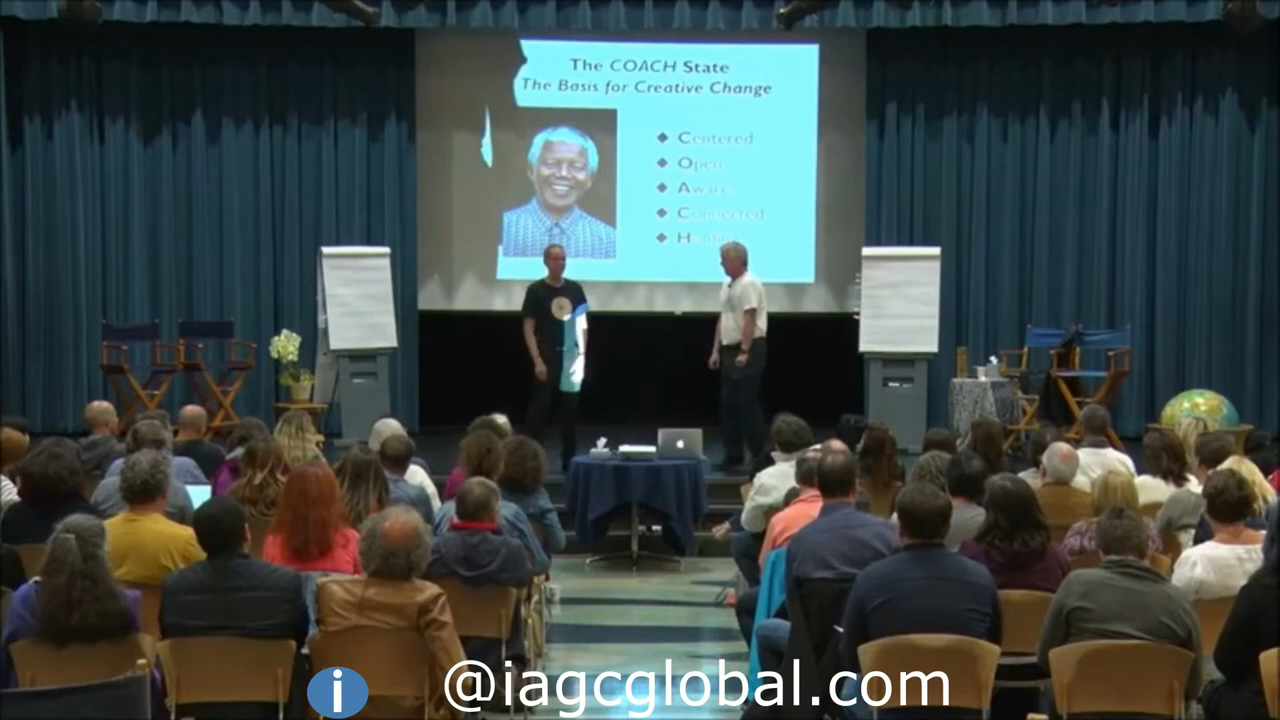 The COACH State
The Basis for Creative Change
◆ Centered
◆ Open
◆ Aware
◆ Connected
◆ H
i @iagcglobal.com